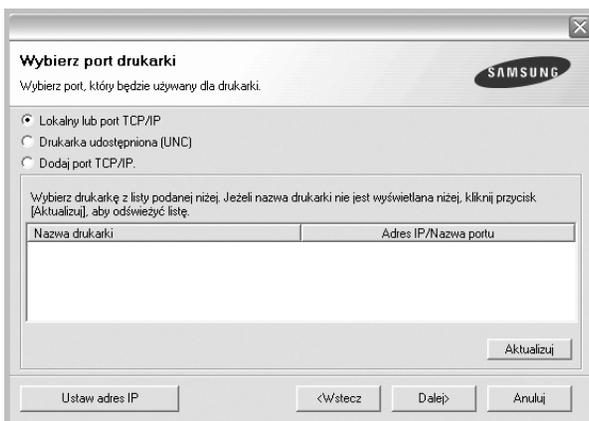 Wybierz port drukarki
Wybierz port, który będzie używany dla drukarki.
SAMSUNG
Lokalny lub port TCP/IP
Drukarka udostępniona (UNC)
Dodaj port TCP/IP.
Wybierz drukarkę z listy podanej niżej. Jeżeli nazwa drukarki nie jest wyświetlana niżej, kliknij przycisk
[Aktualizuj], aby odświeżyć listę.
Nazwa drukarki Adres IP/Nazwa portu
Aktualizuj
Ustaw adres IP <Wstecz Dalej> Anuluj